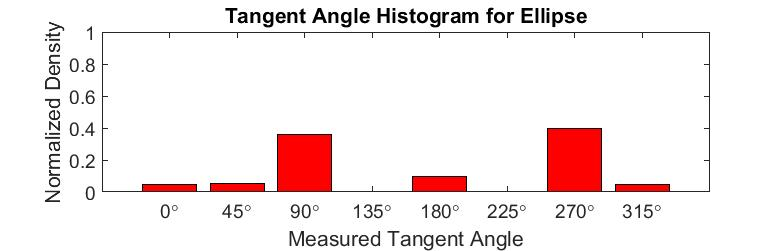 Tangent Angle Histogram for Ellipse
Normalized Density
1
0.8
0.6
0.4
0.2
0
0° 45° 90° 135° 180° 225° 270° 315°
Measured Tangent Angle